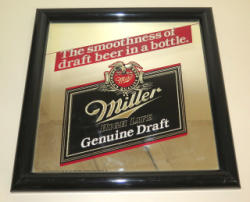 The smoothness of
draft beer in a bottle.
Miller
HIGH LIFE
Genuine Draft